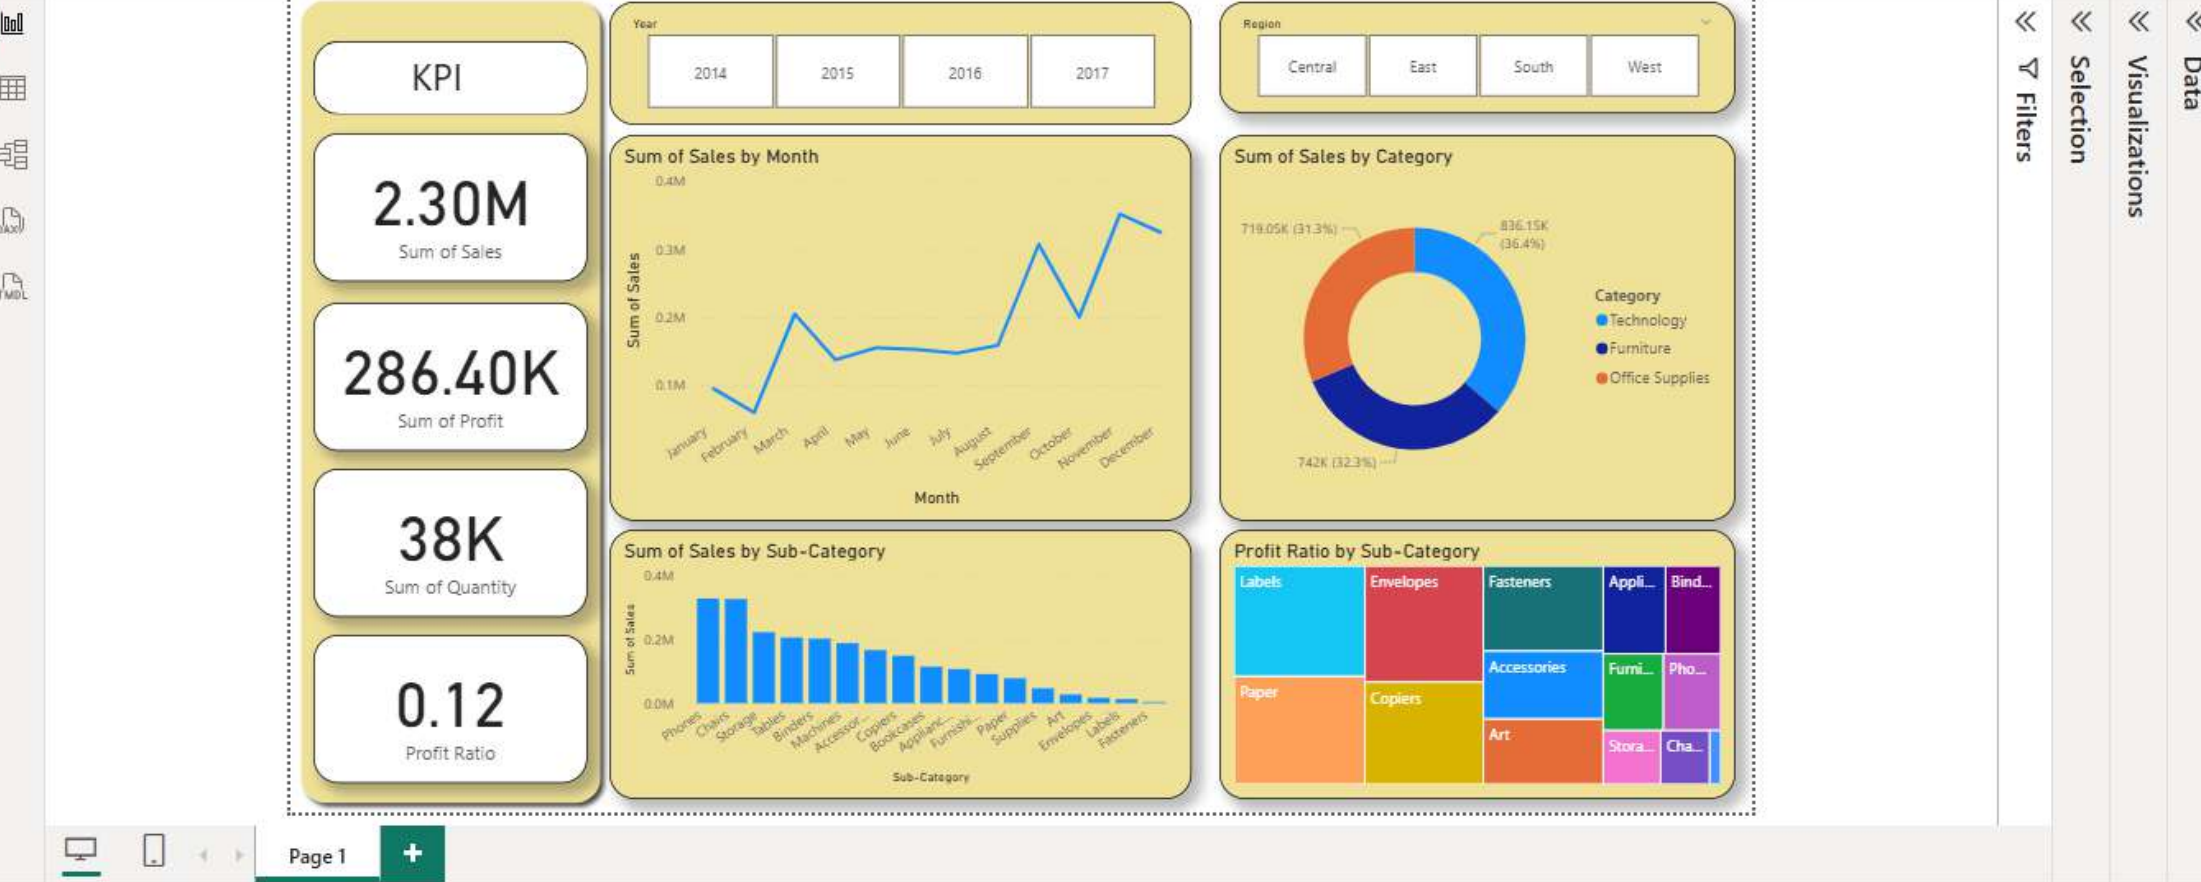 KPI
2.30M
Sum of Sales
286.40K
Sum of Profit
38K
Sum of Quantity
0.12
Profit Ratio
Year
2014
2015
2016
2017
Region
Central
East
South
West
Sum of Sales by Month
0.4M
0.3M
0.2M
0.1M
Sum of Sales
January
February
March
April
May
June
July
August
September
October
November
December
Month
Sum of Sales by Category
719.05K (31.3%)
836.15K
(36.4%)
742K (32.3%)
Category
Technology
Furniture
Office Supplies
Sum of Sales by Sub-Category
0.4M
0.2M
0.0M
Sum of Sales
Phones
Chairs
Storage
Tables
Binders
Machines
Accessor...
Copiers
Bookcases
Applianc...
Furnishi...
Paper
Supplies
Art
Envelopes
Labels
Fasteners
Sub-Category
Profit Ratio by Sub-Category
Labels
Paper
Envelopes
Copiers
Fasteners
Accessories
Art
Appli...
Bind...
Furni...
Pho...
Stora...
Cha...
Filters
Selection
Visualizations
Data
Page 1